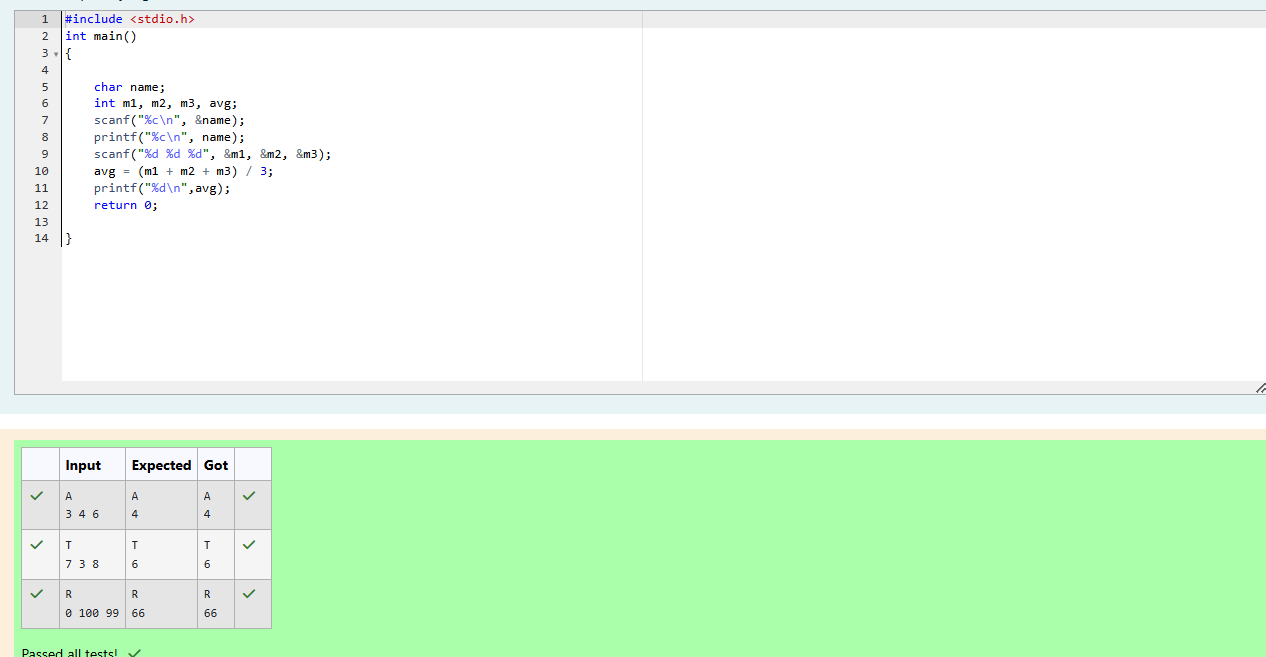 1 #include <stdio.h>
2 int main()
3 {
4
5 char name;
6 int m1, m2, m3, avg;
7 scanf("%c\n", &name);
8 printf("%c\n", name);
9 scanf("%d %d %d", &m1, &m2, &m3);
10 avg = (m1 + m2 + m3) / 3;
11 printf("%d\n",avg);
12 return 0;
13
14 }
Input Expected Got
A A A
3 4 6 4 4
T T T
7 3 8 6 6
R R R
0 100 99 66 66
Passed all tests!